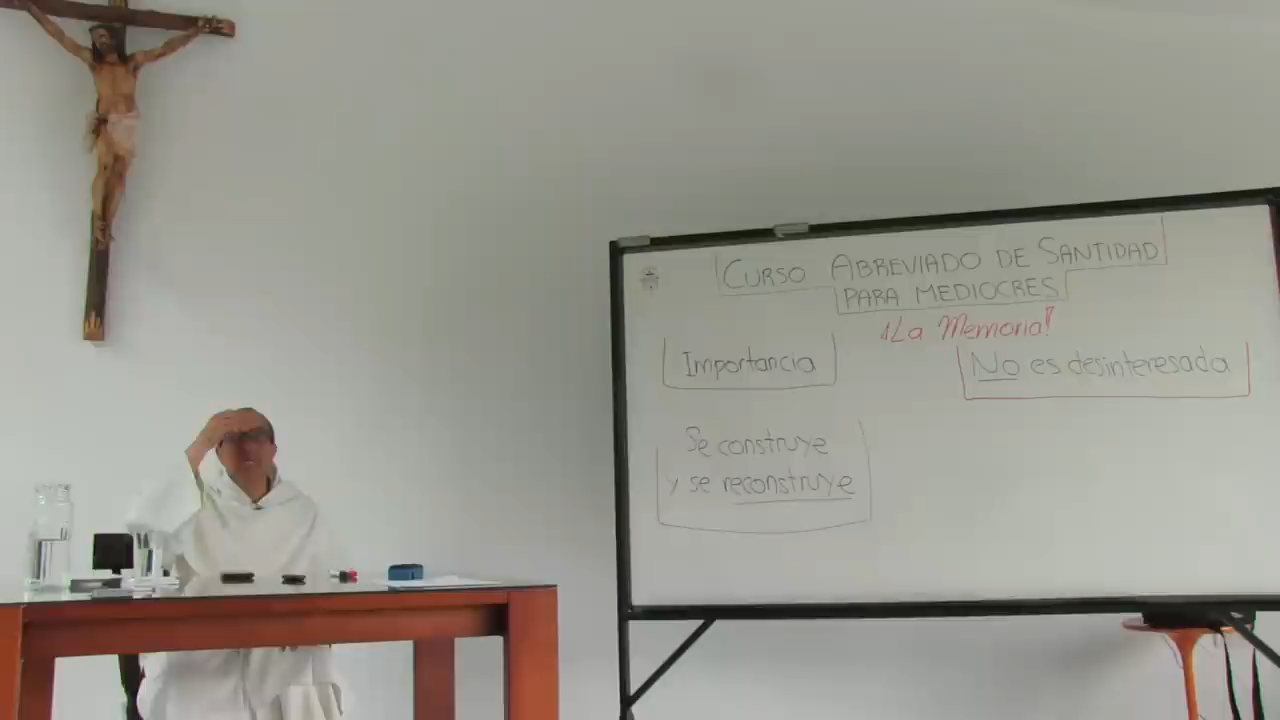 CURSO ABREVIADO DE SANTIDAD
PARA MEDIOCRES
¡La Memoria!
Importancia
No es desinteresada
Se construye
y se reconstruye